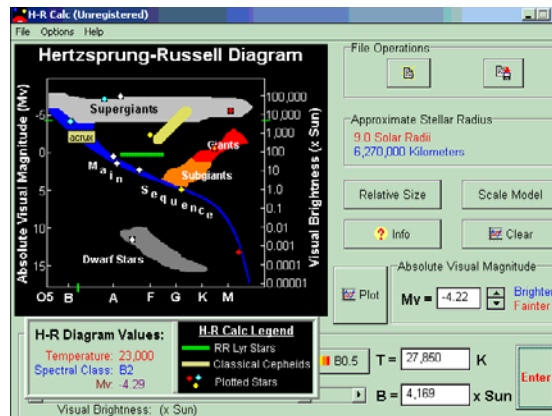 H-R Calc (Unregistered)
File Options Help
Hertzsprung-Russell Diagram
Absolute Visual Magnitude (Mv)
-5
0
5
10
15
Supergiants
acrux
Giants
Subgiants
Main Sequence
Dwarf Stars
100,000
10,000
1,000
100
10
1.0
0.1
0.01
0.001
0.0001
0.00001
Visual Brightness (x Sun)
O5 B A F G K M
File Operations
Approximate Stellar Radius
9.0 Solar Radii
6,270,000 Kilometers
Relative Size
Scale Model
? Info
Clear
Absolute Visual Magnitude
Plot
Mv = -4.22
Brighter
Fainter
H-R Diagram Values:
Temperature: 23,000
Spectral Class: B2
Mv: -4.29
H-R Calc Legend
RR Lyr Stars
Classical Cepheids
Plotted Stars
B0.5
T = 27,850 K
B = 4,169 x Sun
Enter
Visual Brightness: (x Sun)